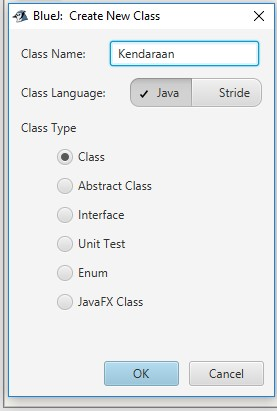 BlueJ: Create New Class
Class Name: Kendaraan
Class Language: Java Stride
Class Type
Class
Abstract Class
Interface
Unit Test
Enum
JavaFX Class
OK Cancel